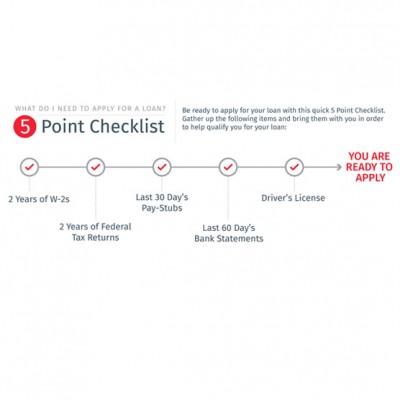 WHAT DO I NEED TO APPLY FOR A LOAN?
5 Point Checklist
Be ready to apply for your loan with this quick 5 Point Checklist.
Gather up the following items and bring them with you in order
to help qualify you for your loan:
YOU ARE
READY TO
APPLY
2 Years of W-2s
2 Years of Federal
Tax Returns
Last 30 Day's
Pay-Stubs
Last 60 Day's
Bank Statements
Driver's License